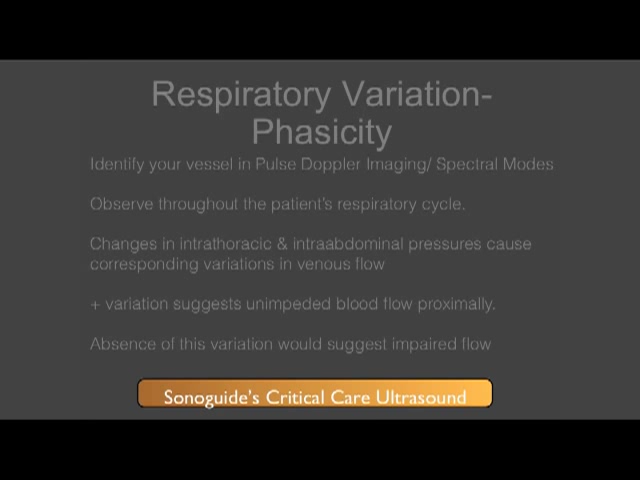 Respiratory Variation-
Phasicity
Identify your vessel in Pulse Doppler Imaging/ Spectral Modes
Observe throughout the patient's respiratory cycle.
Changes in intrathoracic & intraabdominal pressures cause
corresponding variations in venous flow
+ variation suggests unimpeded blood flow proximally.
Absence of this variation would suggest impaired flow
Sonoguide's Critical Care Ultrasound